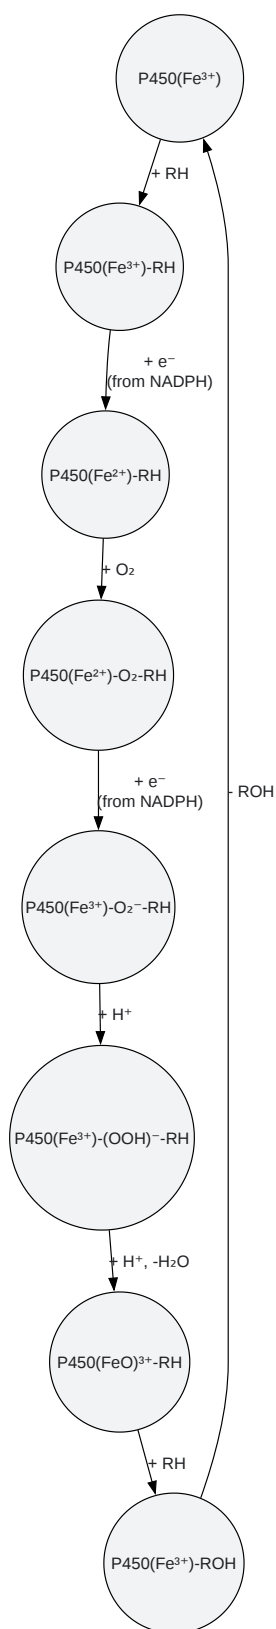 P450(Fe³⁺)
+ RH
P450(Fe³⁺)-RH
+ e⁻
(from NADPH)
P450(Fe²⁺)-RH
+ O₂
P450(Fe²⁺)-O₂-RH
+ e⁻
(from NADPH)
- ROH
P450(Fe³⁺)-O₂⁻-RH
+ H⁺
P450(Fe³⁺)-(OOH)⁻-RH
+ H⁺, -H₂O
P450(FeO)³⁺-RH
+ RH
P450(Fe³⁺)-ROH